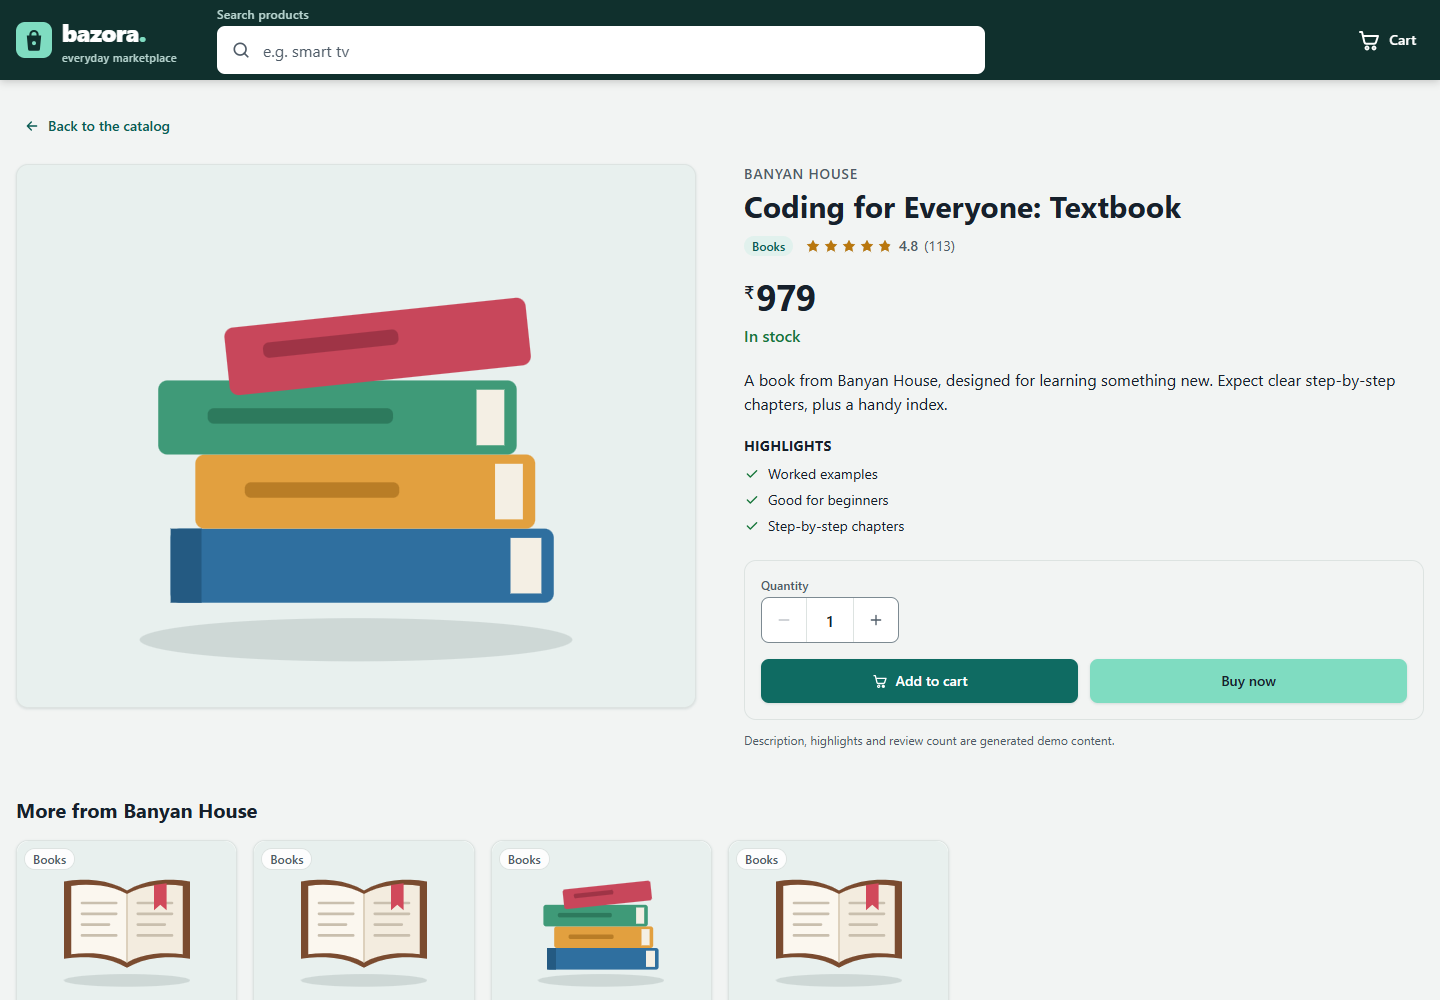 bazora.
everyday marketplace
Search products
e.g. smart tv
Cart
Back to the catalog
BANYAN HOUSE
Coding for Everyone: Textbook
Books
4.8 (113)
₹979
In stock
A book from Banyan House, designed for learning something new. Expect clear step-by-step
chapters, plus a handy index.
HIGHLIGHTS
Worked examples
Good for beginners
Step-by-step chapters
Quantity
1
Add to cart
Buy now
Description, highlights and review count are generated demo content.
More from Banyan House
Books
Books
Books
Books